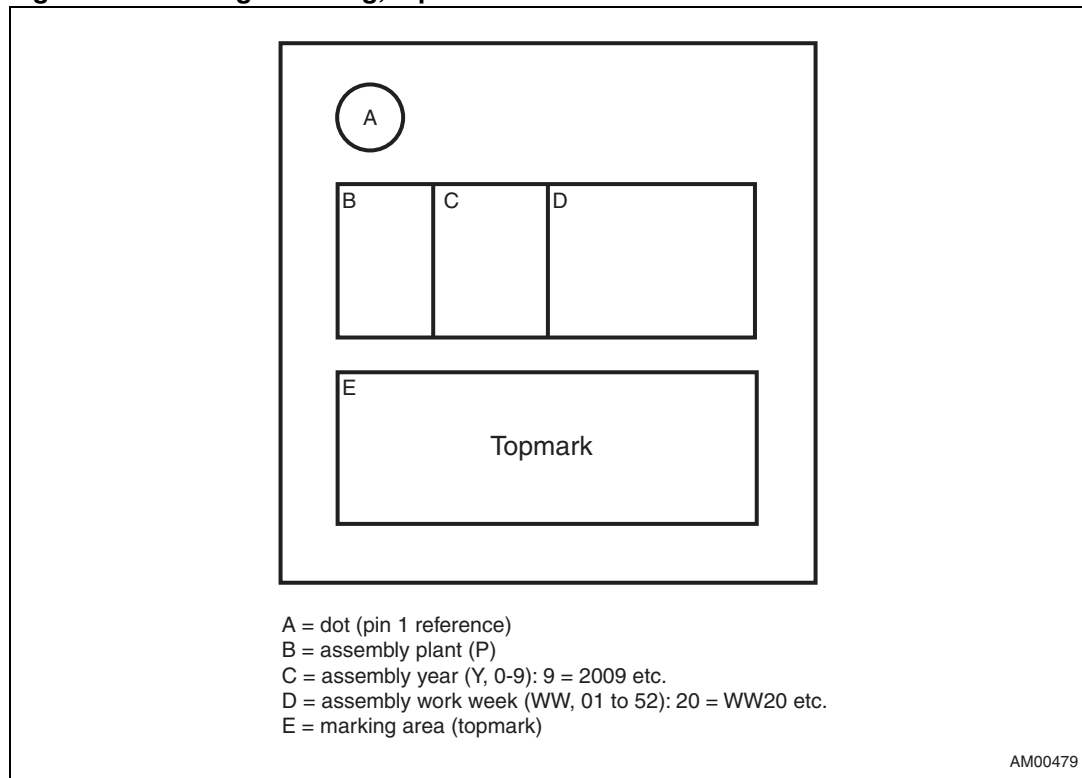 A
B C D
E
Topmark
A = dot (pin 1 reference)
B = assembly plant (P)
C = assembly year (Y, 0-9): 9 = 2009 etc.
D = assembly work week (WW, 01 to 52): 20 = WW20 etc.
E = marking area (topmark)
AM00479